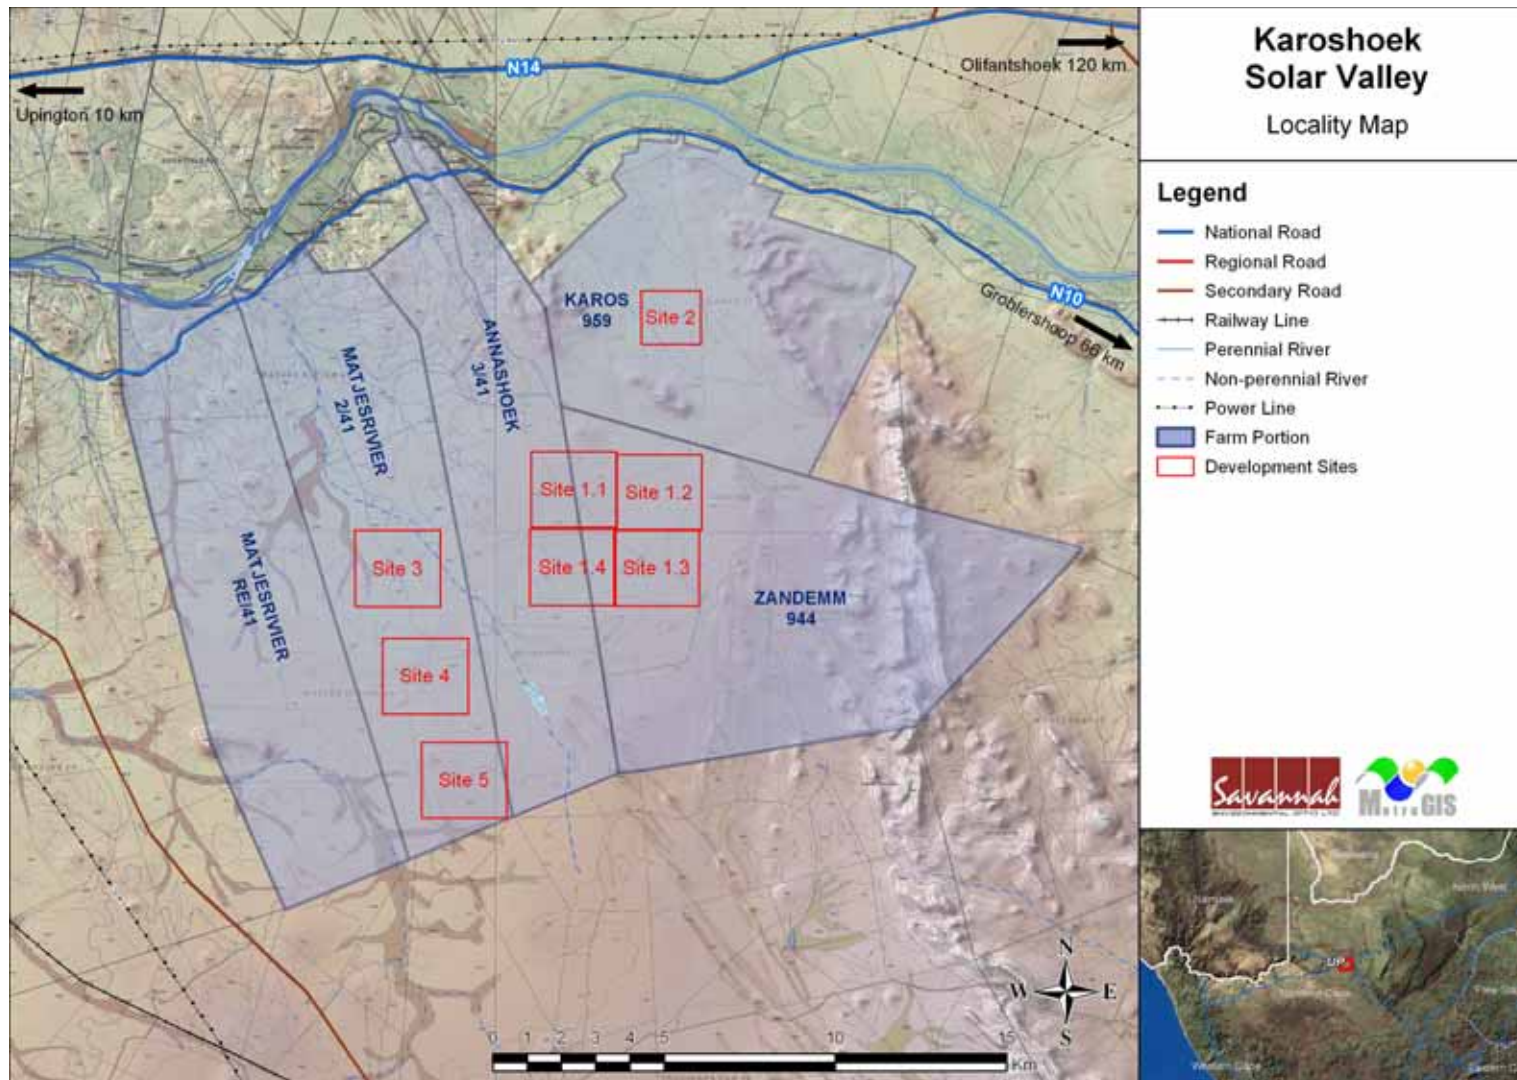 Karoshoek
Solar Valley
Locality Map
Legend
National Road
Regional Road
Secondary Road
Railway Line
Perennial River
Non-perennial River
Power Line
Farm Portion
Development Sites
N14
Olifantshoek 120 km
Upington 10 km
N10
Groblershoop 66 km
KAROS
959
Site 2
ANNASHOEK
3/41
MATJESRIVIER
2/41
MATJESRIVIER
RE/41
Site 1.1
Site 1.2
Site 1.4
Site 1.3
Site 3
Site 4
Site 5
ZANDEMM
944
N
W E
S
0 1 2 3 4 5 10 15
Km
Savannah
GIS
UP